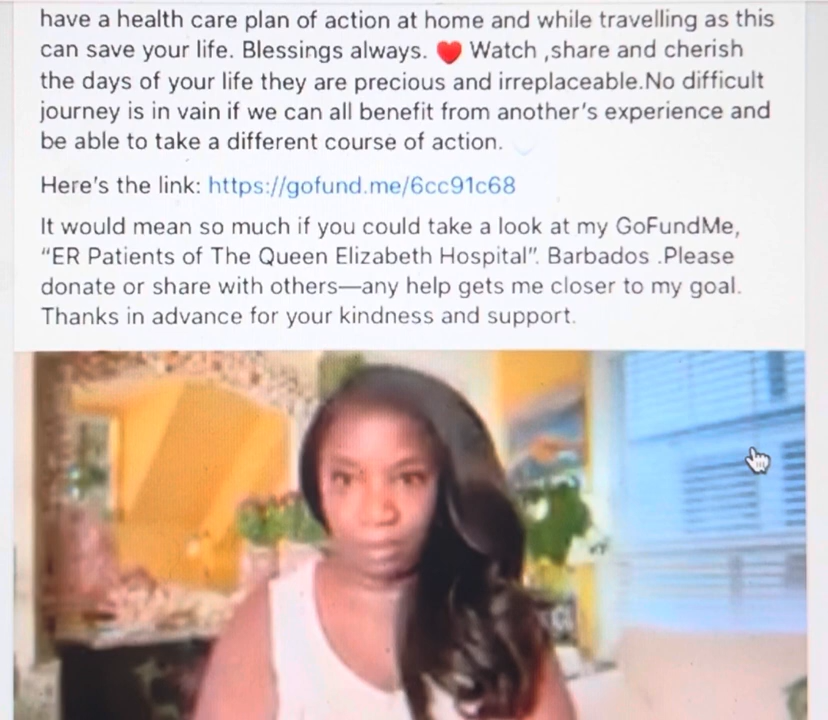 have a health care plan of action at home and while travelling as this
can save your life. Blessings always. ❤️ Watch ,share and cherish
the days of your life they are precious and irreplaceable.No difficult
journey is in vain if we can all benefit from another's experience and
be able to take a different course of action.
Here's the link: https://gofund.me/6cc91c68
It would mean so much if you could take a look at my GoFundMe,
“ER Patients of The Queen Elizabeth Hospital”. Barbados .Please
donate or share with others—any help gets me closer to my goal.
Thanks in advance for your kindness and support.